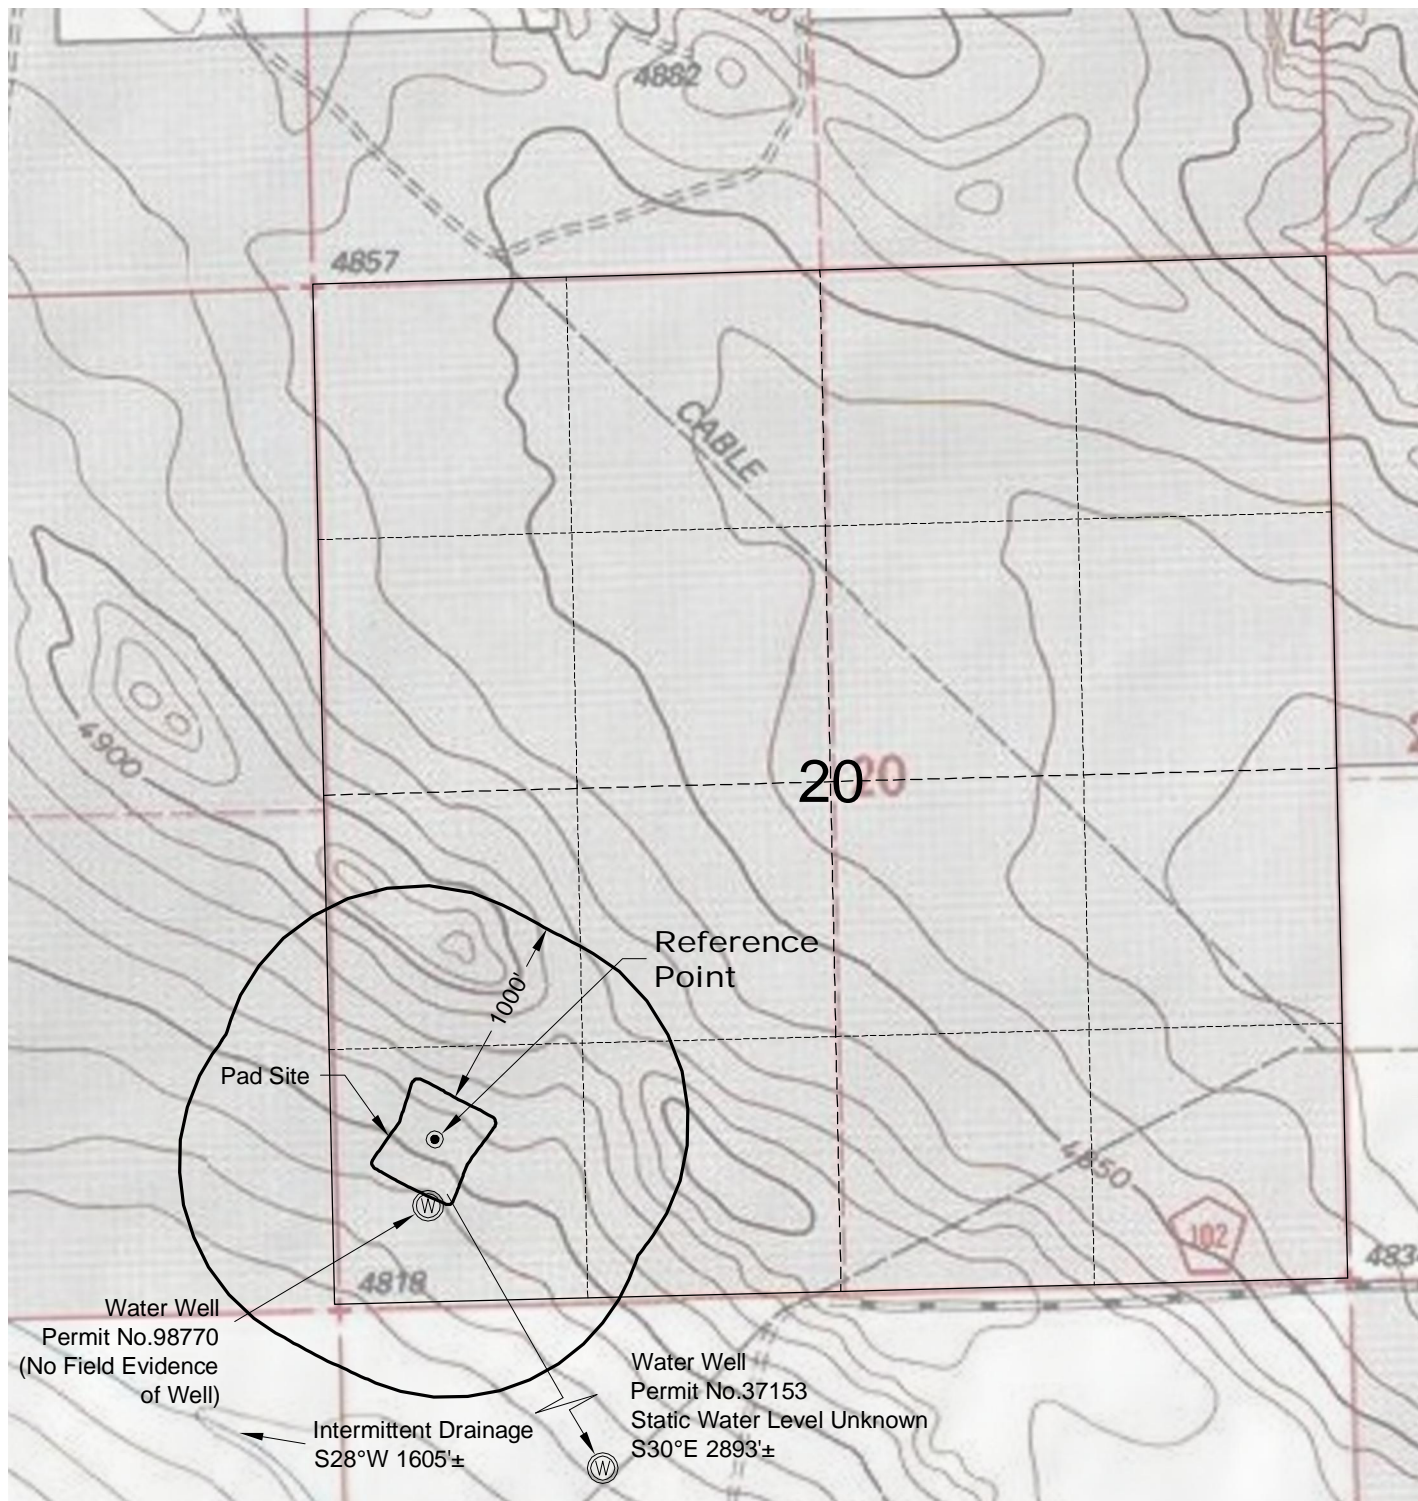 4882
4857
CABLE
4900
20
20
Reference
Point
1000'
Pad Site
W
4850
102
4818
483
Water Well
Permit No.98770
(No Field Evidence
of Well)
Water Well
Permit No.37153
Static Water Level Unknown
S30°E 2893'±
Intermittent Drainage
S28°W 1605'±
W